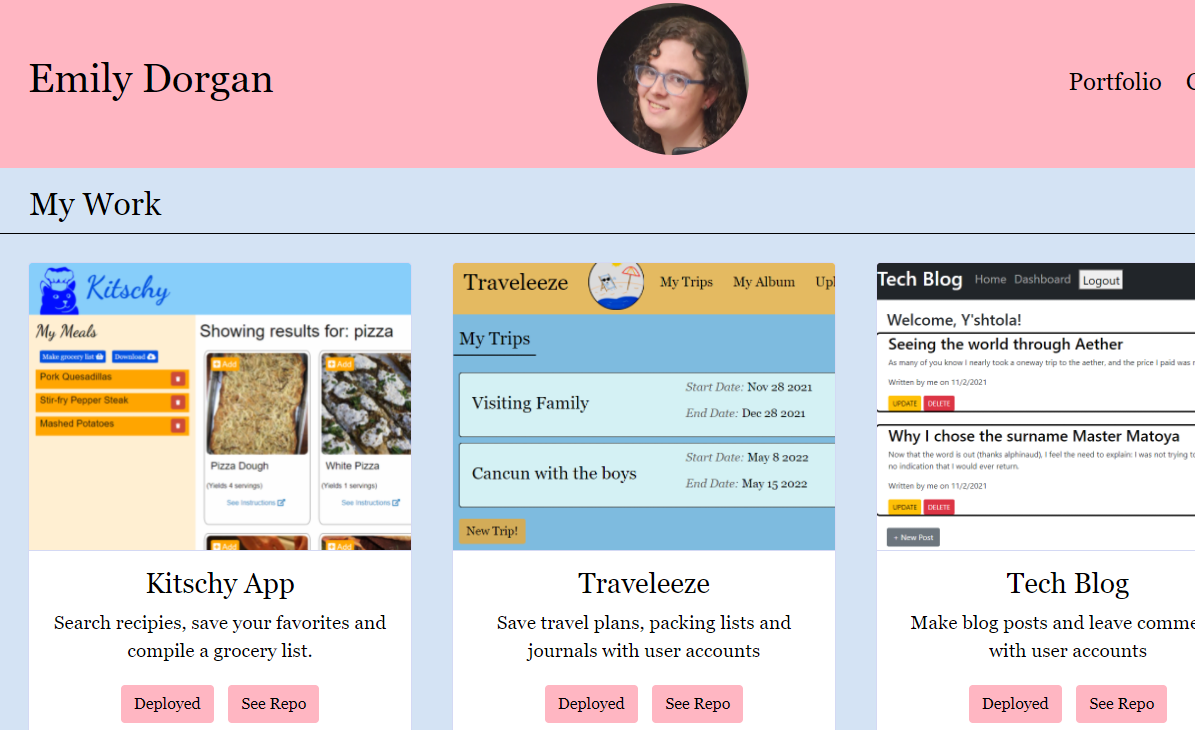 Emily Dorgan
Portfolio
My Work
Kitschy
My Meals
Make grocery list
Download
Pork Quesadillas
Stir-fry Pepper Steak
Mashed Potatoes
Showing results for: pizza
Add
Add
Pizza Dough
(Yields 4 servings)
See Instructions
White Pizza
(Yields 1 servings)
See Instructions
Add
Add
Kitschy App
Search recipies, save your favorites and
compile a grocery list.
Deployed
See Repo
Traveleeze
My Trips
My Album
Upl
My Trips
Visiting Family
Start Date: Nov 28 2021
End Date: Dec 28 2021
Cancun with the boys
Start Date: May 8 2022
End Date: May 15 2022
New Trip!
Traveleeze
Save travel plans, packing lists and
journals with user accounts
Deployed
See Repo
Tech Blog
Home
Dashboard
Logout
Welcome, Y'shtola!
Seeing the world through Aether
As many of you know I nearly took a oneway trip to the aether, and the price I paid was
Written by me on 11/2/2021
UPDATE
DELETE
Why I chose the surname Master Matoya
Now that the word is out (thanks alphinaud), I feel the need to explain: I was not trying to
no indication that I would ever return.
Written by me on 11/2/2021
UPDATE
DELETE
+ New Post
Tech Blog
Make blog posts and leave comme
with user accounts
Deployed
See Repo